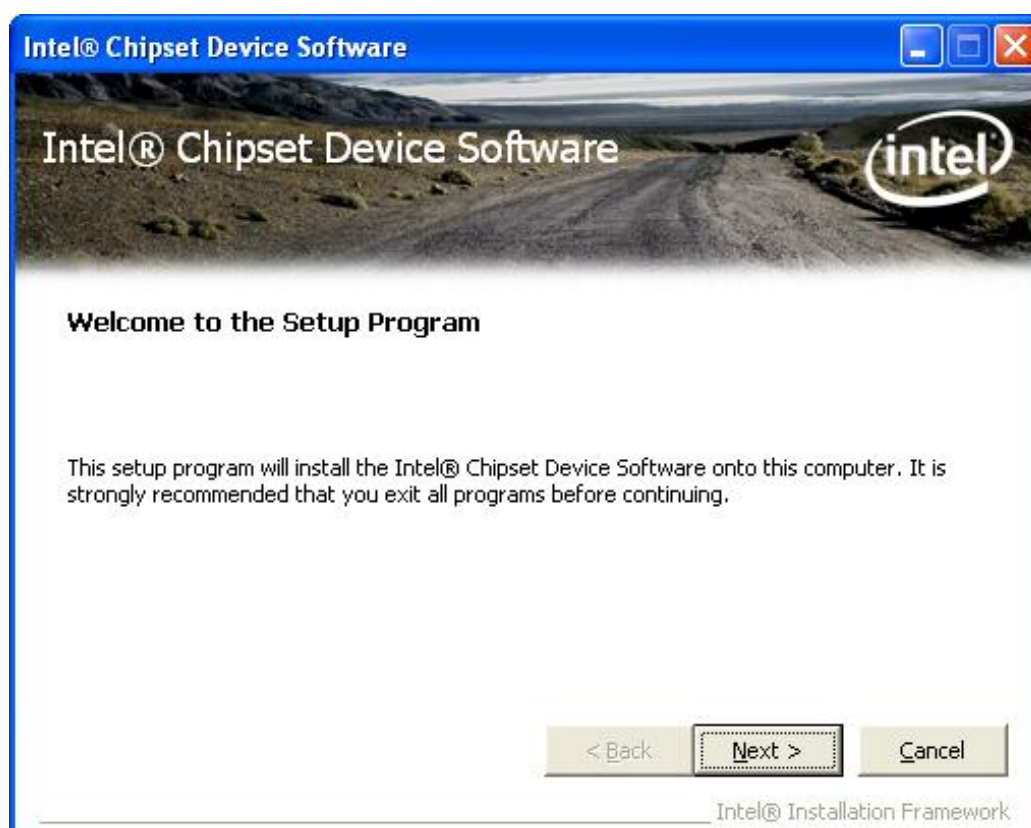 Intel® Chipset Device Software
Intel® Chipset Device Software
intel
Welcome to the Setup Program
This setup program will install the Intel® Chipset Device Software onto this computer. It is
strongly recommended that you exit all programs before continuing.
< Back
Next >
Cancel
Intel® Installation Framework